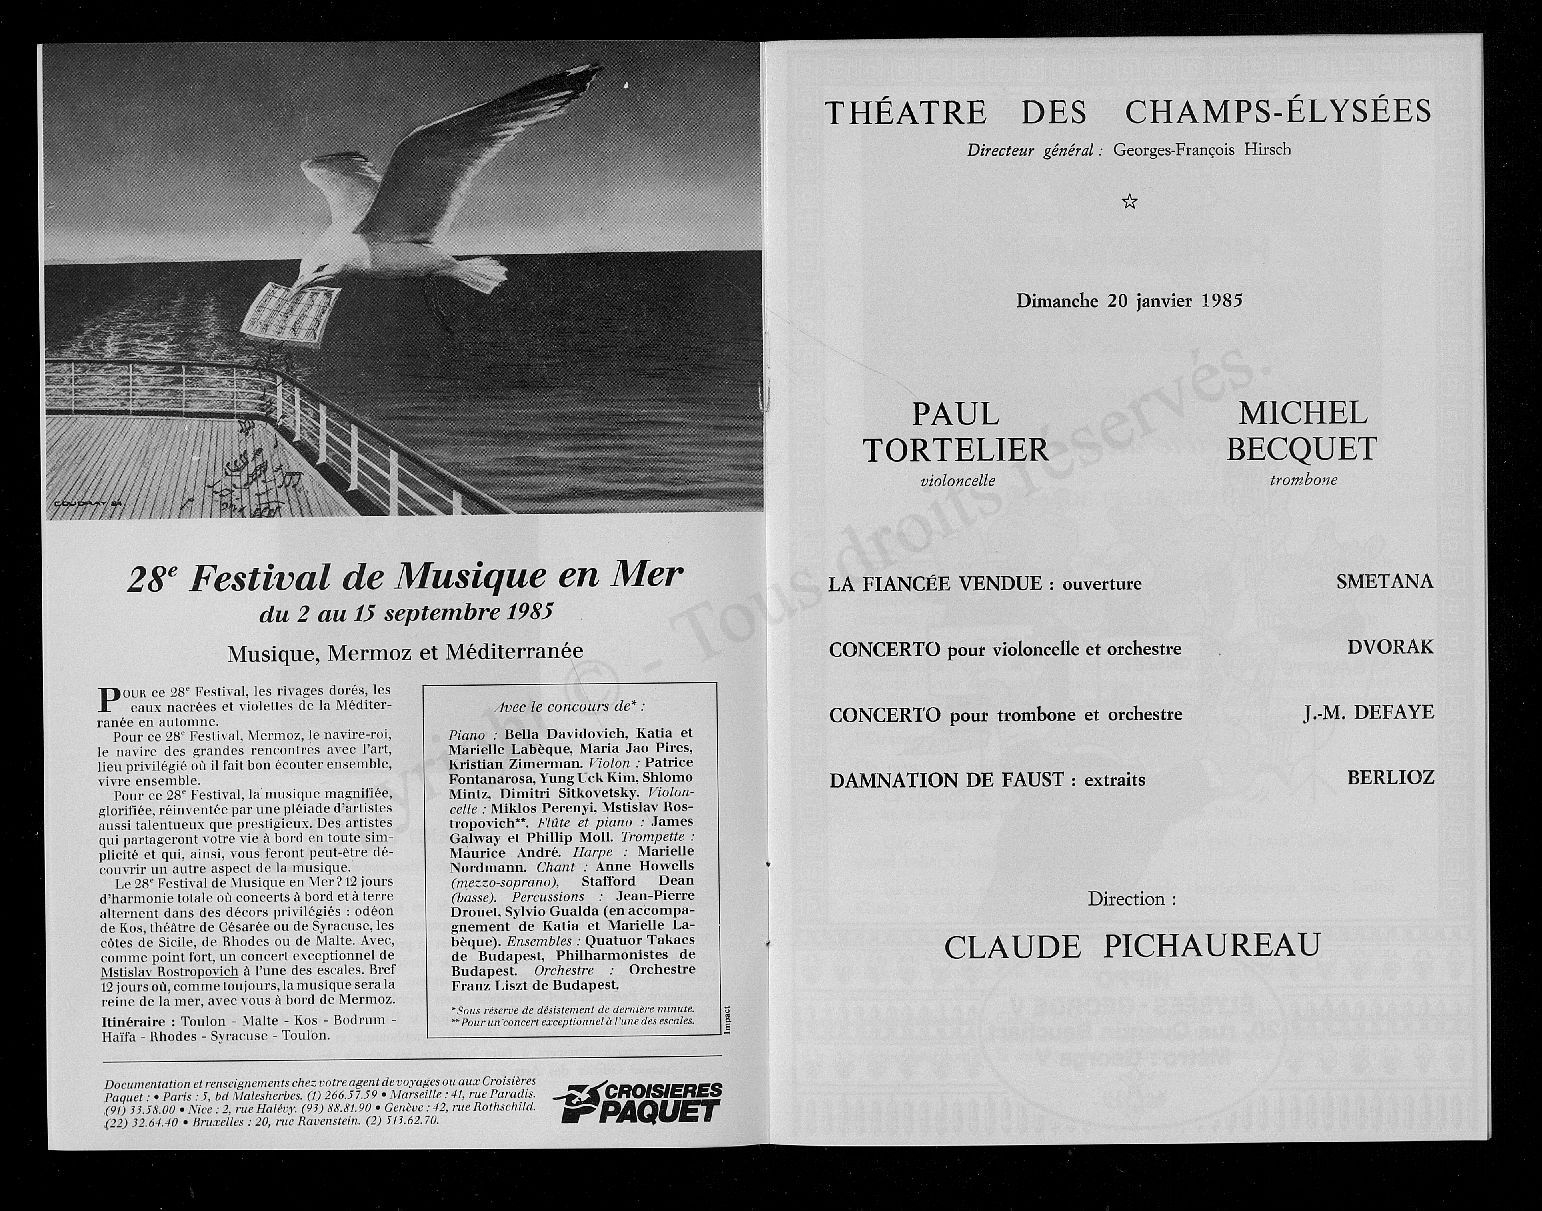 COUDRAY 84
28e Festival de Musique en Mer
du 2 au 15 septembre 1985
Musique, Mermoz et Méditerranée
POUR ce 28e Festival, les rivages dorés, les
eaux nacrées et violettes de la Méditer-
ranée en automne.
Pour ce 28e Festival, Mermoz, le navire-roi,
le navire des grandes rencontres avec l'art,
lieu privilégié où il fait bon écouter ensemble,
vivre ensemble.
Pour ce 28e Festival, la musique magnifiée,
glorifiée, réinventée par une pléiade d'artistes
aussi talentueux que prestigieux. Des artistes
qui partageront votre vie à bord en toute sim-
plicité et qui, ainsi, vous feront peut-être dé-
couvrir un autre aspect de la musique.
Le 28e Festival de Musique en Mer ? 12 jours
d'harmonie totale où concerts à bord et à terre
alternent dans des décors privilégiés : odéon
de Kos, théâtre de Césarée ou de Syracuse, les
côtes de Sicile, de Rhodes ou de Malte. Avec,
comme point fort, un concert exceptionnel de
Mstislav Rostropovich à l'une des escales. Bref
12 jours où, comme toujours, la musique sera la
reine de la mer, avec vous à bord de Mermoz.
Itinéraire : Toulon - Malte - Kos - Bodrum -
Haïfa - Rhodes - Syracuse - Toulon.
Avec le concours de* :
Piano : Bella Davidovich, Katia et
Marielle Labèque, Maria Jao Pires,
Kristian Zimerman. Violon : Patrice
Fontanarosa, Yung Uck Kim, Shlomo
Mintz, Dimitri Sitkovetsky. Violon-
celle : Miklos Perenyi, Mstislav Ros-
tropovich**. Flûte et piano : James
Galway et Phillip Moll. Trompette :
Maurice André. Harpe : Marielle
Nordmann. Chant : Anne Howells
(mezzo-soprano), Stafford Dean
(basse). Percussions : Jean-Pierre
Drouet, Sylvio Gualda (en accompa-
gnement de Katia et Marielle La-
bèque). Ensembles : Quatuor Takacs
de Budapest, Philharmonistes de
Budapest. Orchestre : Orchestre
Franz Liszt de Budapest.
*Sous réserve de désistement de dernière minute.
**Pour un concert exceptionnel à l'une des escales.
Impact
Documentation et renseignements chez votre agent de voyages ou aux Croisières
Paquet : • Paris : 5, bd Malesherbes. (1) 266.57.59 • Marseille : 41, rue Paradis.
(91) 33.58.00 • Nice : 2, rue Halévy. (93) 88.81.90 • Genève : 42, rue Rothschild.
(22) 32.64.40 • Bruxelles : 20, rue Ravenstein. (2) 513.62.70.
CROISIERES
PAQUET
THÉATRE DES CHAMPS-ÉLYSÉES
Directeur général : Georges-François Hirsch
Dimanche 20 janvier 1985
PAUL
TORTELIER
violoncelle
MICHEL
BECQUET
trombone
LA FIANCÉE VENDUE : ouverture SMETANA
CONCERTO pour violoncelle et orchestre DVORAK
CONCERTO pour trombone et orchestre J.-M. DEFAYE
DAMNATION DE FAUST : extraits BERLIOZ
Direction :
CLAUDE PICHAUREAU
© - Tous droits réservés.